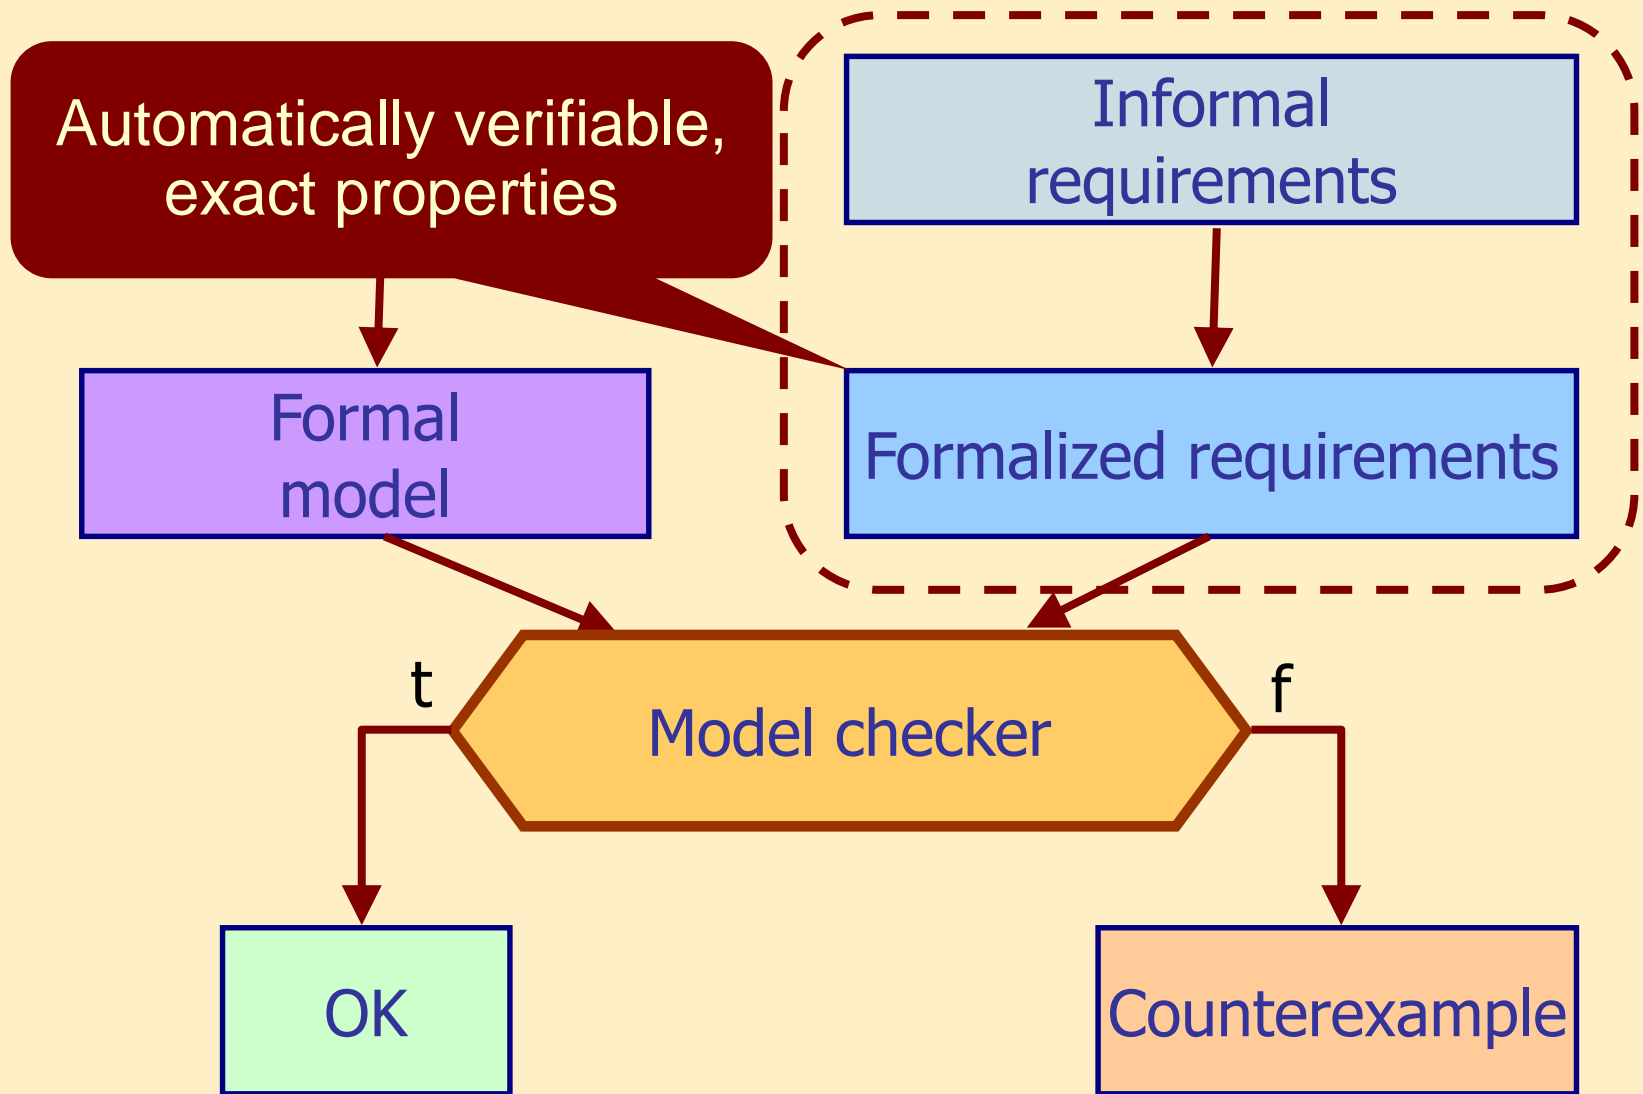 Automatically verifiable,
exact properties
Informal
requirements
Formal
model
Formalized requirements
t
f
Model checker
OK
Counterexample